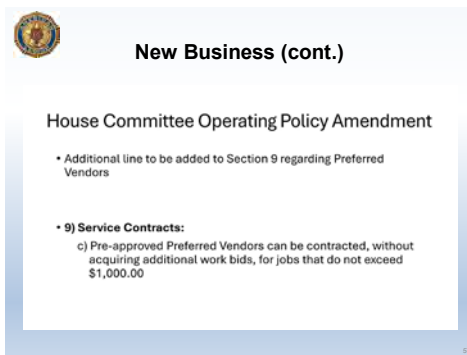 New Business (cont.)
House Committee Operating Policy Amendment
• Additional line to be added to Section 9 regarding Preferred
Vendors
• 9) Service Contracts:
c) Pre-approved Preferred Vendors can be contracted, without
acquiring additional work bids, for jobs that do not exceed
$1,000.00
5